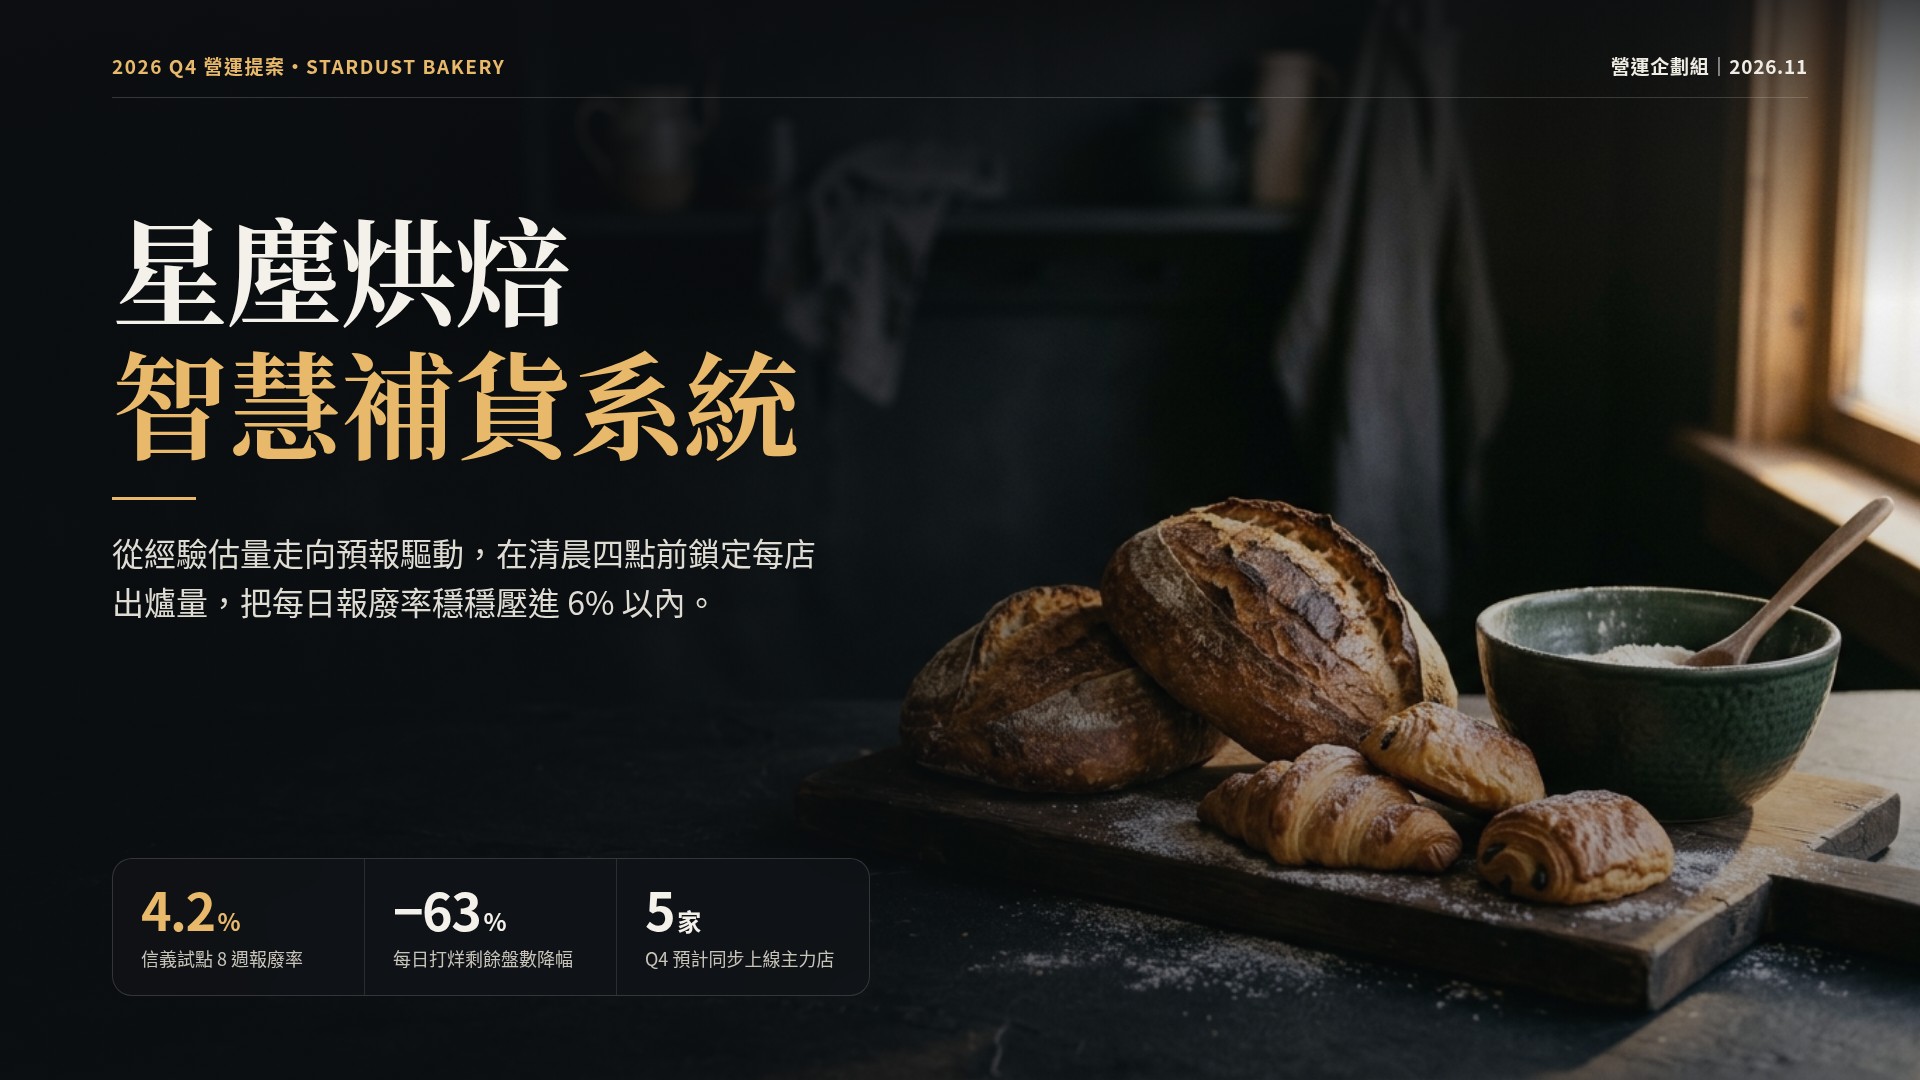 2026 Q4 營運提案・STARDUST BAKERY
營運企劃組｜2026.11
星塵烘焙
智慧補貨系統
從經驗估量走向預報驅動，在清晨四點前鎖定每店
出爐量，把每日報廢率穩穩壓進 6% 以內。
4.2%
信義試點 8 週報廢率
−63%
每日打烊剩餘盤數降幅
5家
Q4 預計同步上線主力店